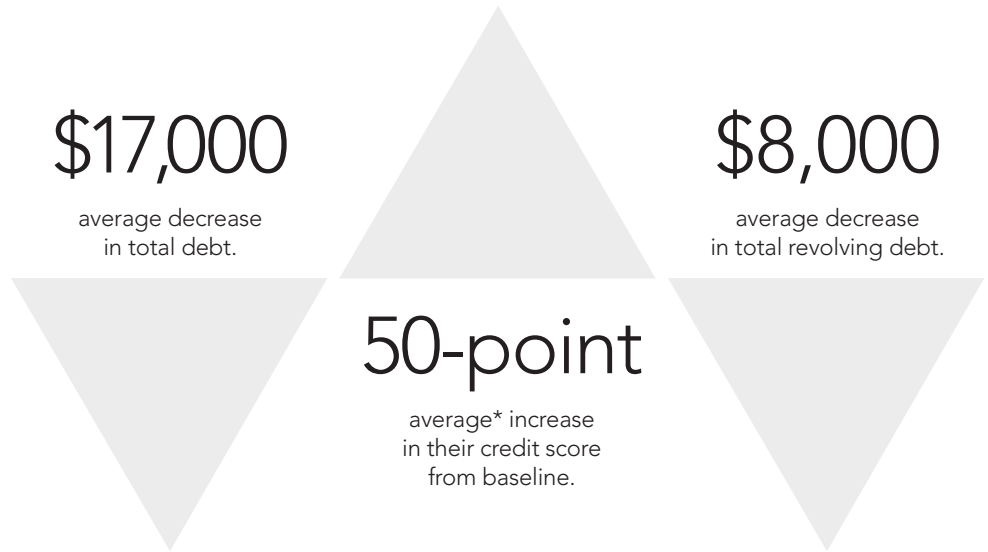 $17,000
average decrease
in total debt.
50-point
average* increase
in their credit score
from baseline.
$8,000
average decrease
in total revolving debt.